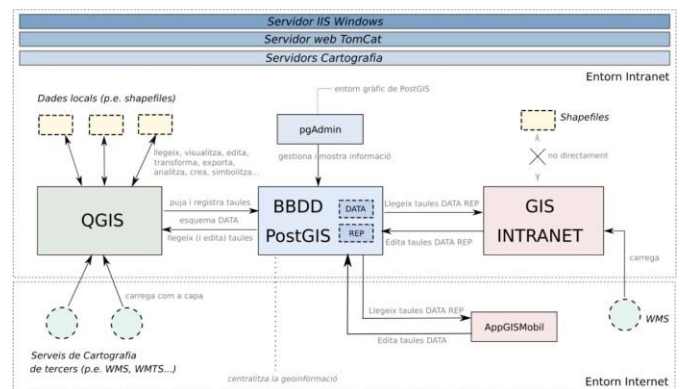 Servidor IIS Windows
Servidor web TomCat
Servidors Cartografia
Entorn Intranet
Dades locals (p.e. shapefiles)
entorn gràfic de PostGIS
pgAdmin
Shapefiles
llegeix, visualitza, edita,
transforma, exporta,
analitza, crea, simbolitza...
gestiona i mostra informació
no directament
QGIS
puja i registra taules
esquema DATA
llegeix (i edita) taules
BBDD
PostGIS
DATA
REP
Llegeix taules DATA REP
Edita taules DATA REP
GIS
INTRANET
carrega com a capa
carrega
Llegeix taules DATA REP
Edita taules DATA
AppGISMobil
WMS
Serveis de Cartografia
de tercers (p.e. WMS, WMTS...)
centralitza la geoinformació
Entorn Internet